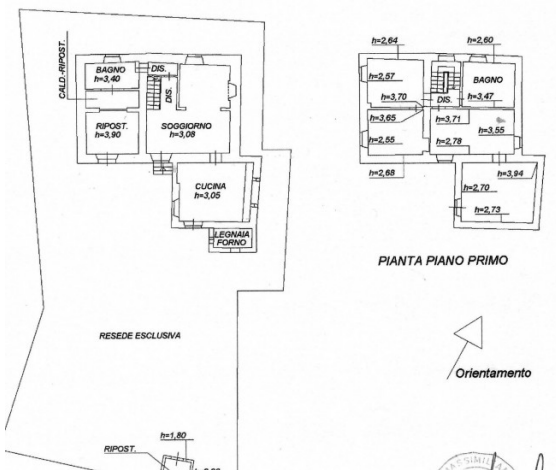 CALD.-RIPOST.
BAGNO
h=3,40
DIS.
DIS.
RIPOST.
h=3,90
SOGGIORNO
h=3,08
CUCINA
h=3,05
LEGNAIA
FORNO
RESEDE ESCLUSIVA
h=1,80
RIPOST.
h=2,64
h=2,60
h=2,57
BAGNO
h=3,47
DIS.
h=3,70
h=3,65
h=3,71
h=3,55
h=2,55
h=2,78
h=2,68
h=3,94
h=2,70
h=2,73
PIANTA PIANO PRIMO
Orientamento